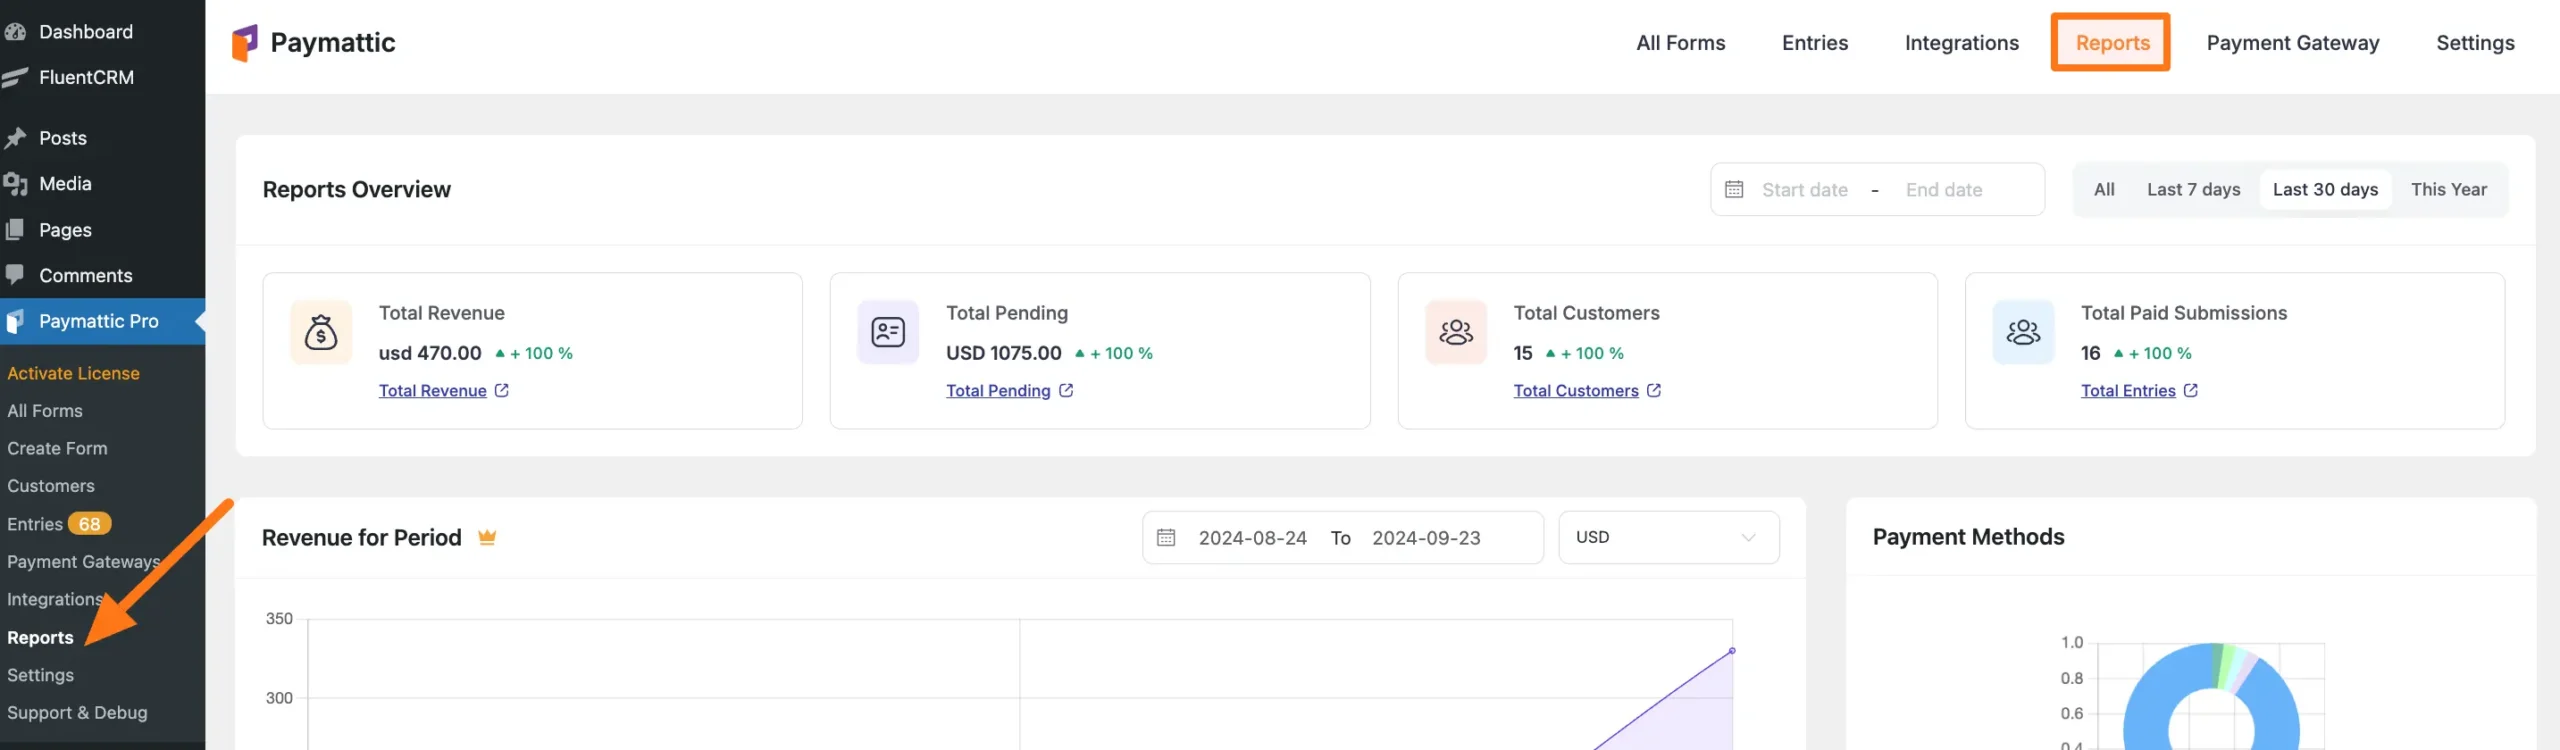 Dashboard
FluentCRM
Posts
Media
Pages
Comments
Paymattic Pro
Activate License
All Forms
Create Form
Customers
Entries 68
Payment Gateways
Integrations
Reports
Settings
Support & Debug
Paymattic
All Forms Entries Integrations Reports Payment Gateway Settings
Reports Overview
Start date - End date
All Last 7 days Last 30 days This Year
Total Revenue
usd 470.00 + 100 %
Total Revenue
Total Pending
USD 1075.00 + 100 %
Total Pending
Total Customers
15 + 100 %
Total Customers
Total Paid Submissions
16 + 100 %
Total Entries
Revenue for Period
2024-08-24 To 2024-09-23
USD
350
300
Payment Methods
1.0
0.8
0.6
0.4